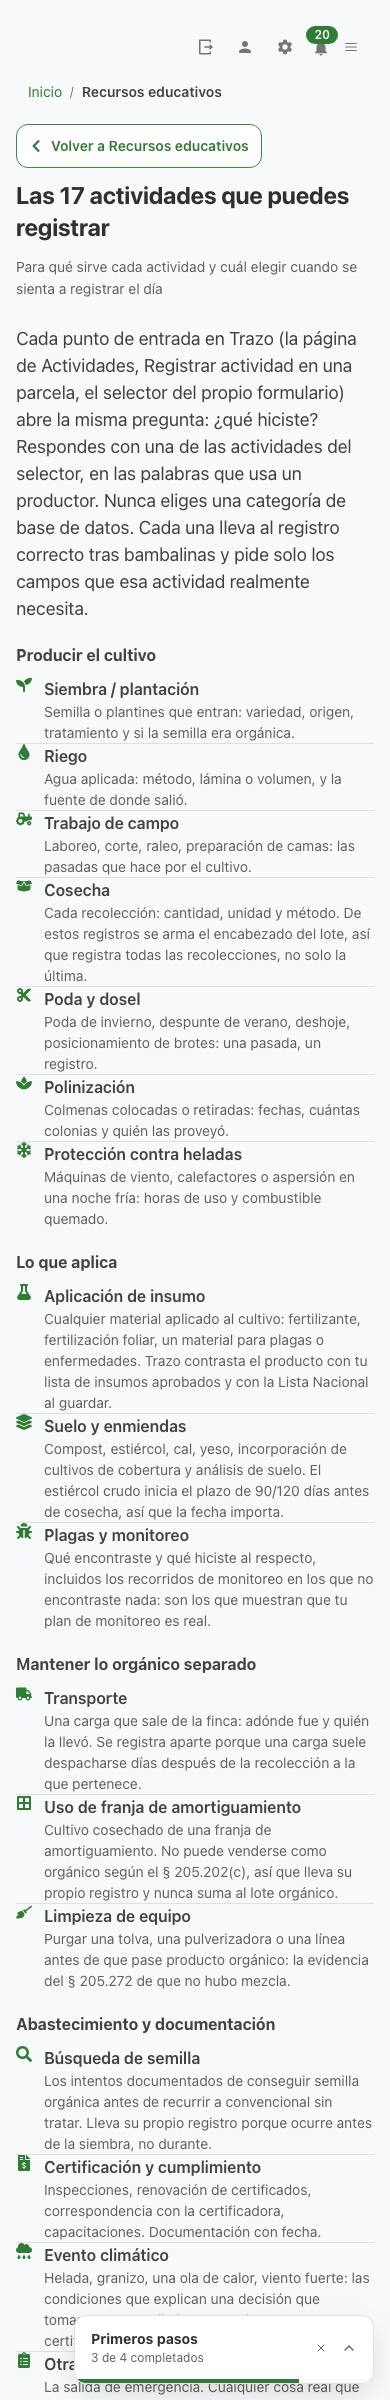 20
Inicio / Recursos educativos
Volver a Recursos educativos
Las 17 actividades que puedes
registrar
Para qué sirve cada actividad y cuál elegir cuando se
sienta a registrar el día
Cada punto de entrada en Trazo (la página
de Actividades, Registrar actividad en una
parcela, el selector del propio formulario)
abre la misma pregunta: ¿qué hiciste?
Respondes con una de las actividades del
selector, en las palabras que usa un
productor. Nunca eliges una categoría de
base de datos. Cada una lleva al registro
correcto tras bambalinas y pide solo los
campos que esa actividad realmente
necesita.
Producir el cultivo
Siembra / plantación
Semilla o plantines que entran: variedad, origen,
tratamiento y si la semilla era orgánica.
Riego
Agua aplicada: método, lámina o volumen, y la
fuente de donde salió.
Trabajo de campo
Laboreo, corte, raleo, preparación de camas: las
pasadas que hace por el cultivo.
Cosecha
Cada recolección: cantidad, unidad y método. De
estos registros se arma el encabezado del lote, así
que registra todas las recolecciones, no solo la
última.
Poda y dosel
Poda de invierno, despunte de verano, deshoje,
posicionamiento de brotes: una pasada, un
registro.
Polinización
Colmenas colocadas o retiradas: fechas, cuántas
colonias y quién las proveyó.
Protección contra heladas
Máquinas de viento, calefactores o aspersión en
una noche fría: horas de uso y combustible
quemado.
Lo que aplica
Aplicación de insumo
Cualquier material aplicado al cultivo: fertilizante,
fertilización foliar, un material para plagas o
enfermedades. Trazo contrasta el producto con tu
lista de insumos aprobados y con la Lista Nacional
al guardar.
Suelo y enmiendas
Compost, estiércol, cal, yeso, incorporación de
cultivos de cobertura y análisis de suelo. El
estiércol crudo inicia el plazo de 90/120 días antes
de cosecha, así que la fecha importa.
Plagas y monitoreo
Qué encontraste y qué hiciste al respecto,
incluidos los recorridos de monitoreo en los que no
encontraste nada: son los que muestran que tu
plan de monitoreo es real.
Mantener lo orgánico separado
Transporte
Una carga que sale de la finca: adónde fue y quién
la llevó. Se registra aparte porque una carga suele
despacharse días después de la recolección a la
que pertenece.
Uso de franja de amortiguamiento
Cultivo cosechado de una franja de
amortiguamiento. No puede venderse como
orgánico según el § 205.202(c), así que lleva su
propio registro y nunca suma al lote orgánico.
Limpieza de equipo
Purgar una tolva, una pulverizadora o una línea
antes de que pase producto orgánico: la evidencia
del § 205.272 de que no hubo mezcla.
Abastecimiento y documentación
Búsqueda de semilla
Los intentos documentados de conseguir semilla
orgánica antes de recurrir a convencional sin
tratar. Lleva su propio registro porque ocurre antes
de la siembra, no durante.
Certificación y cumplimiento
Inspecciones, renovación de certificados,
correspondencia con la certificadora,
capacitaciones. Documentación con fecha.
Evento climático
Helada, granizo, una ola de calor, viento fuerte: las
condiciones que explican una decisión que
Primeros pasos
3 de 4 completados
La salida de emergencia. Cualquier cosa real que